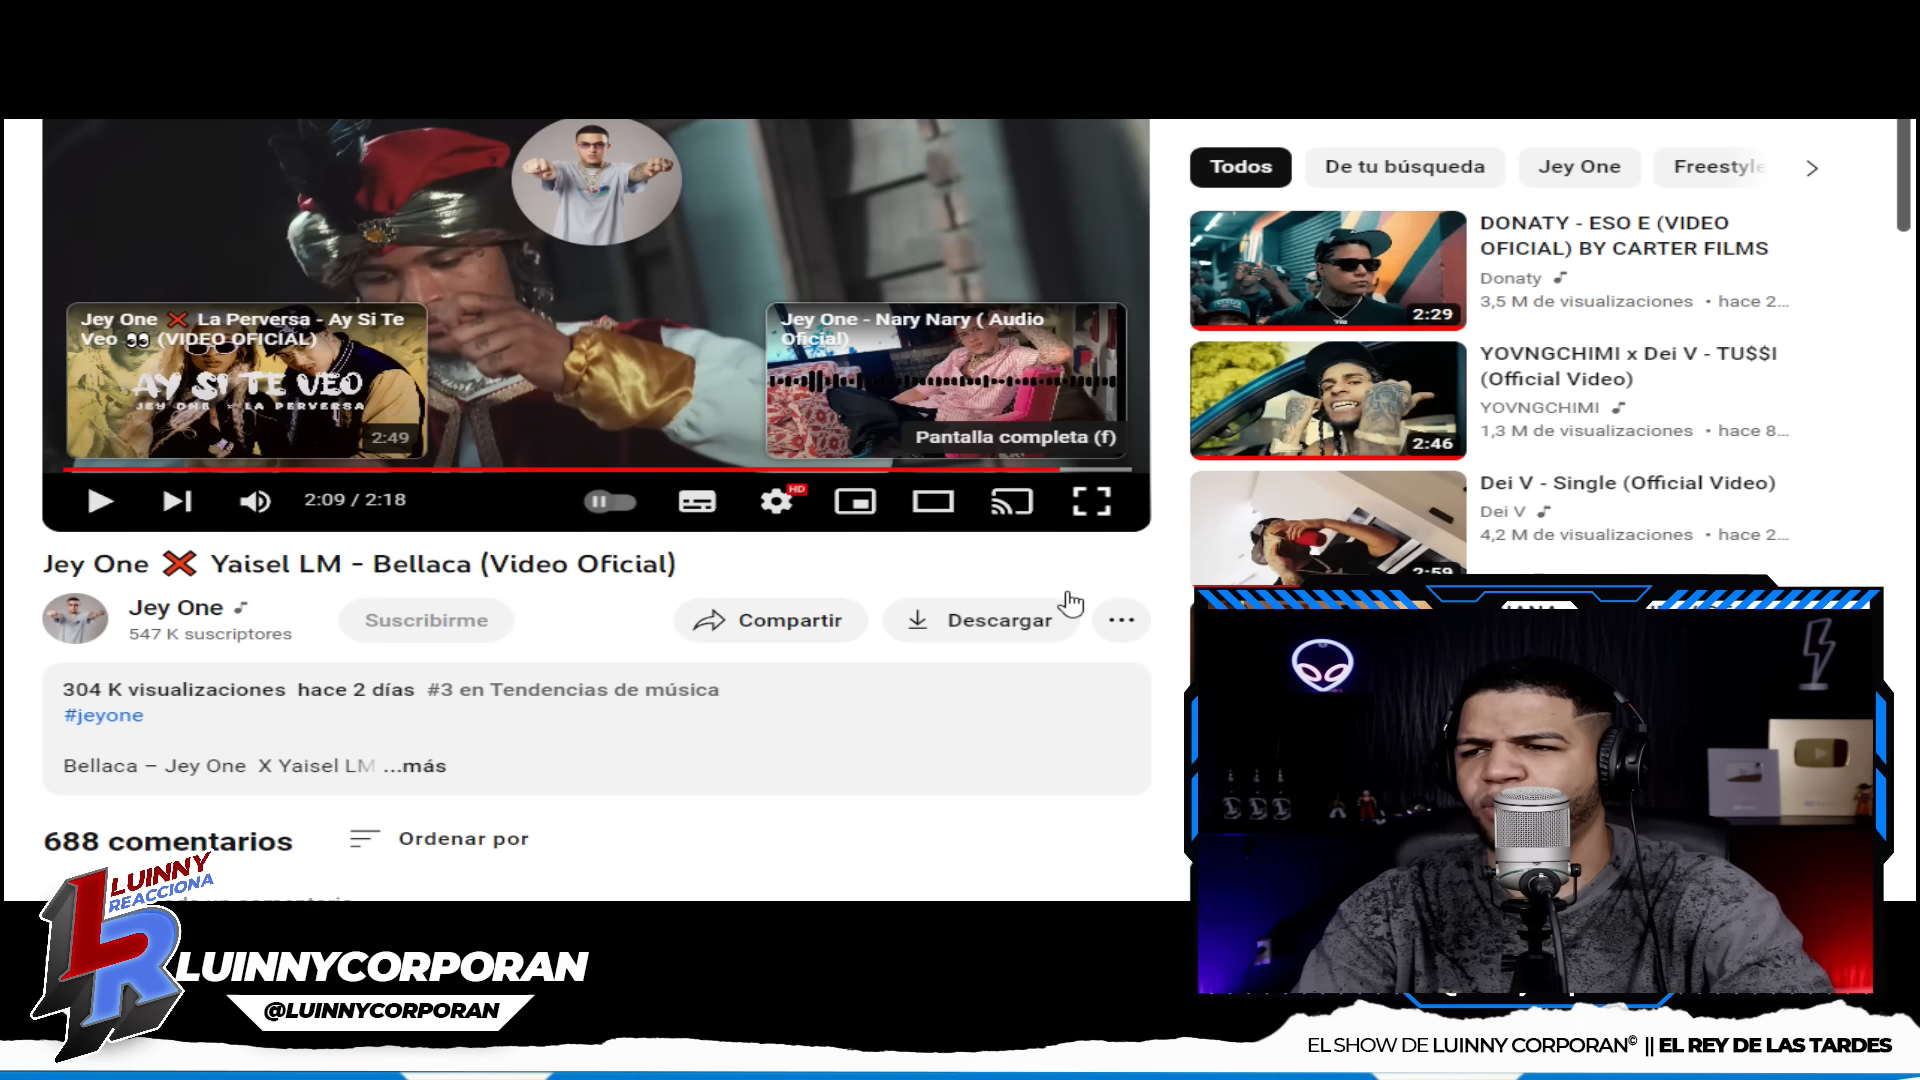 Jey One ❌ La Perversa - Ay Si Te
Veo 👀 (VIDEO OFICIAL)
AY SI TE VEO
JEY ONE x LA PERVERSA
2:49
Jey One - Nary Nary ( Audio
Oficial)
Pantalla completa (f)
2:09 / 2:18
HD
Jey One ❌ Yaisel LM - Bellaca (Video Oficial)
Jey One
547 K suscriptores
Suscribirme
Compartir
Descargar
304 K visualizaciones hace 2 días #3 en Tendencias de música
#jeyone
Bellaca – Jey One X Yaisel LM ...más
688 comentarios
Ordenar por
Todos
De tu búsqueda
Jey One
Freestyle
DONATY - ESO E (VIDEO
OFICIAL) BY CARTER FILMS
Donaty
3,5 M de visualizaciones • hace 2...
2:29
YOVNGCHIMI x Dei V - TU$$I
(Official Video)
YOVNGCHIMI
1,3 M de visualizaciones • hace 8...
2:46
Dei V - Single (Official Video)
Dei V
4,2 M de visualizaciones • hace 2...
2:59
LUINNY
REACCIONA
LR
LUINNYCORPORAN
@LUINNYCORPORAN
EL SHOW DE LUINNY CORPORAN© || EL REY DE LAS TARDES